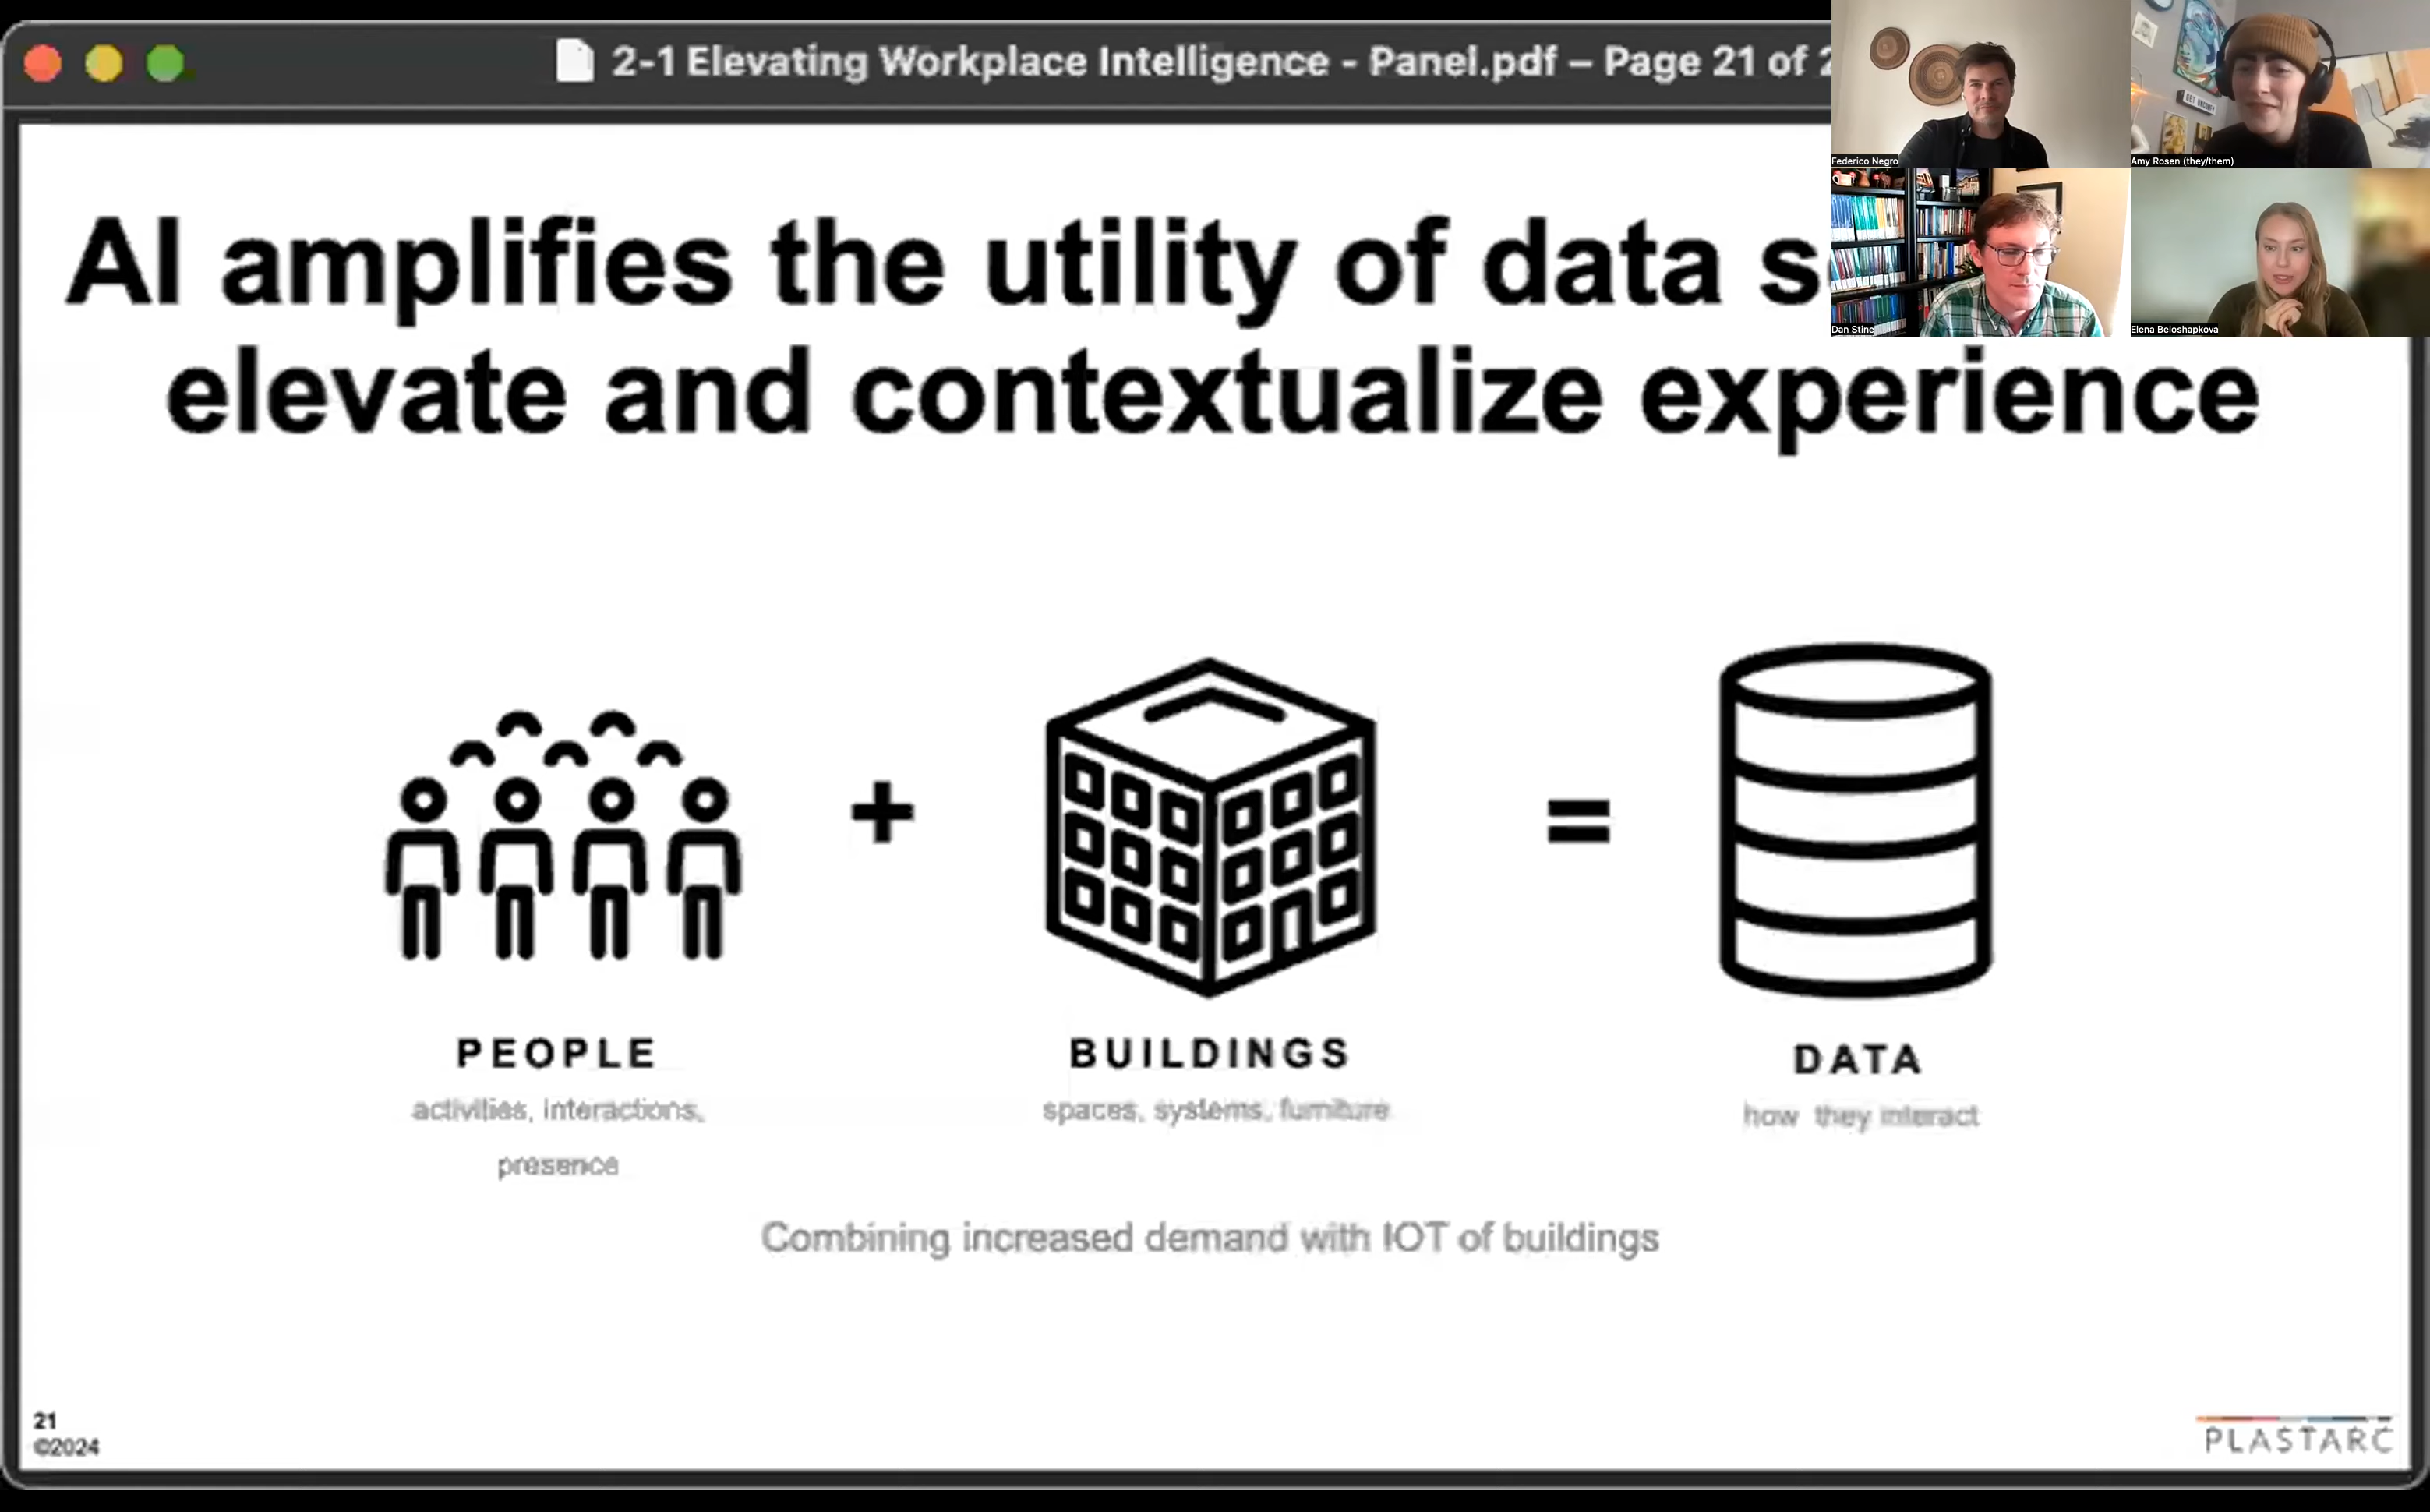 2-1 Elevating Workplace Intelligence - Panel.pdf – Page 21 of
Federico Negro
Amy Rosen (they/them)
GET
Dan Stine
Elena Beloshapkova
AI amplifies the utility of data
elevate and contextualize experience
+
=
PEOPLE
activities, interactions,
presence
BUILDINGS
spaces, systems, furniture
DATA
how they interact
Combining increased demand with IOT of buildings
21
©2024
PLASTARC